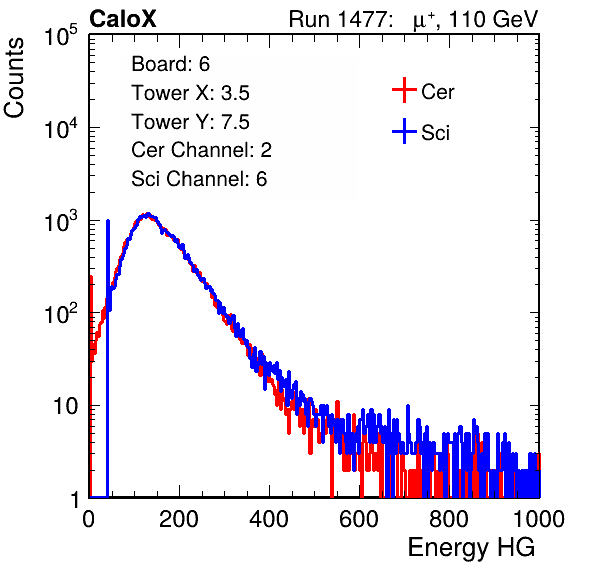 CaloX Run 1477: μ⁺, 110 GeV
Counts
Board: 6
Tower X: 3.5
Tower Y: 7.5
Cer Channel: 2
Sci Channel: 6
Cer
Sci
10⁵
10⁴
10³
10²
10
1
0 200 400 600 800 1000
Energy HG